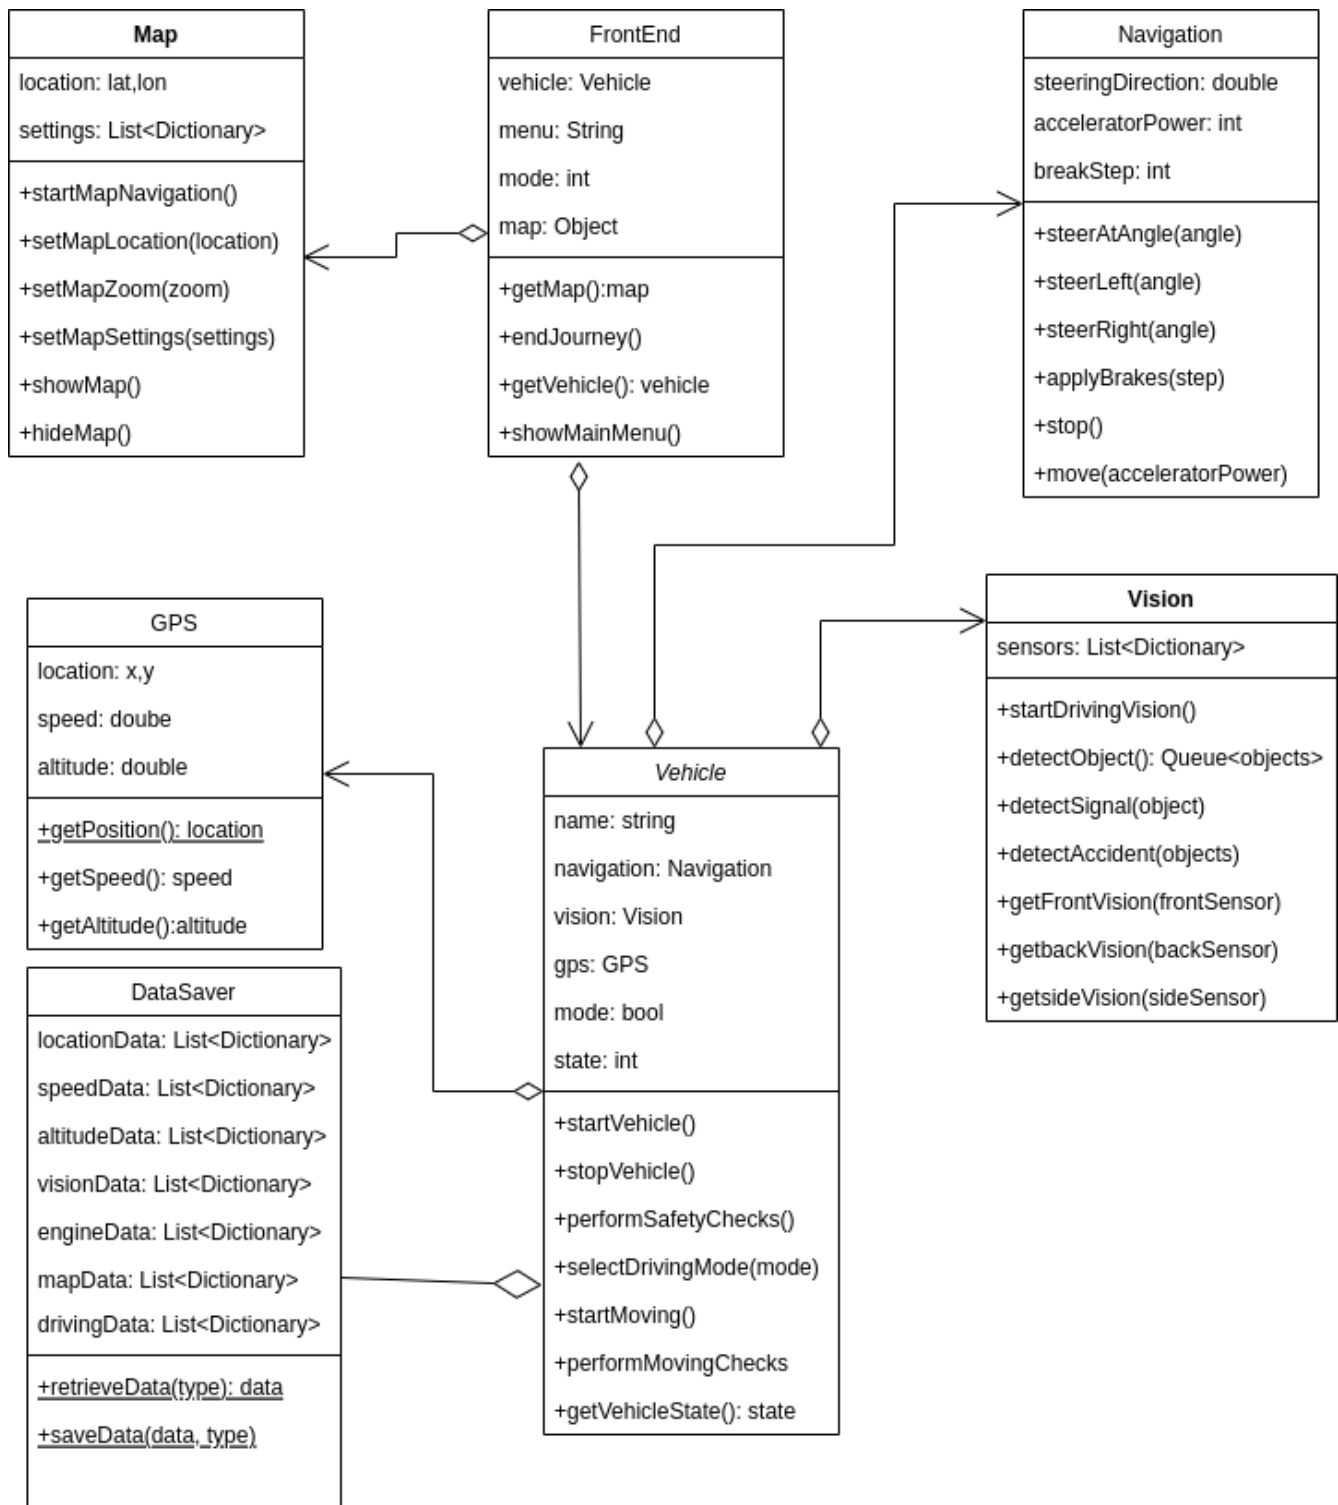 Map
location: lat,lon
settings: List<Dictionary>
+startMapNavigation()
+setMapLocation(location)
+setMapZoom(zoom)
+setMapSettings(settings)
+showMap()
+hideMap()
FrontEnd
vehicle: Vehicle
menu: String
mode: int
map: Object
+getMap():map
+endJourney()
+getVehicle(): vehicle
+showMainMenu()
Navigation
steeringDirection: double
acceleratorPower: int
breakStep: int
+steerAtAngle(angle)
+steerLeft(angle)
+steerRight(angle)
+applyBrakes(step)
+stop()
+move(acceleratorPower)
GPS
location: x,y
speed: doube
altitude: double
+getPosition(): location
+getSpeed(): speed
+getAltitude():altitude
Vision
sensors: List<Dictionary>
+startDrivingVision()
+detectObject(): Queue<objects>
+detectSignal(object)
+detectAccident(objects)
+getFrontVision(frontSensor)
+getbackVision(backSensor)
+getsideVision(sideSensor)
Vehicle
name: string
navigation: Navigation
vision: Vision
gps: GPS
mode: bool
state: int
+startVehicle()
+stopVehicle()
+performSafetyChecks()
+selectDrivingMode(mode)
+startMoving()
+performMovingChecks
+getVehicleState(): state
DataSaver
locationData: List<Dictionary>
speedData: List<Dictionary>
altitudeData: List<Dictionary>
visionData: List<Dictionary>
engineData: List<Dictionary>
mapData: List<Dictionary>
drivingData: List<Dictionary>
+retrieveData(type): data
+saveData(data, type)